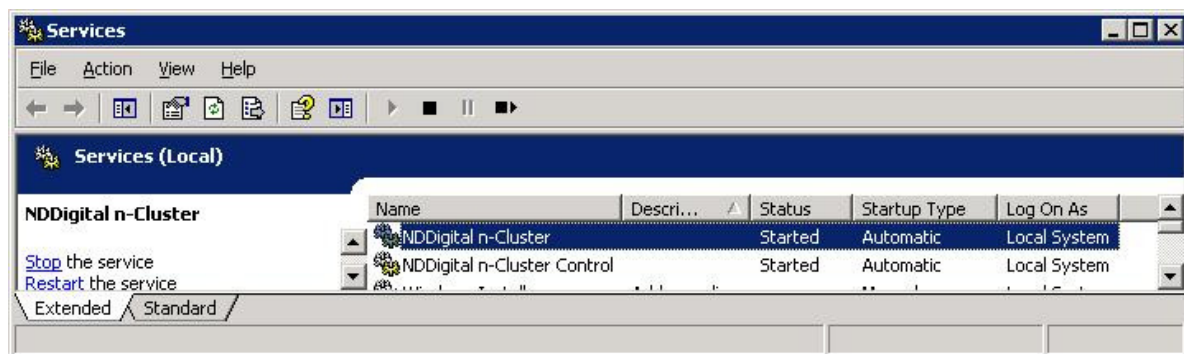 Services
File Action View Help
Services (Local)
NDDigital n-Cluster
Stop the service
Restart the service
Name Descri... Status Startup Type Log On As
NDDigital n-Cluster Started Automatic Local System
NDDigital n-Cluster Control Started Automatic Local System
Extended Standard